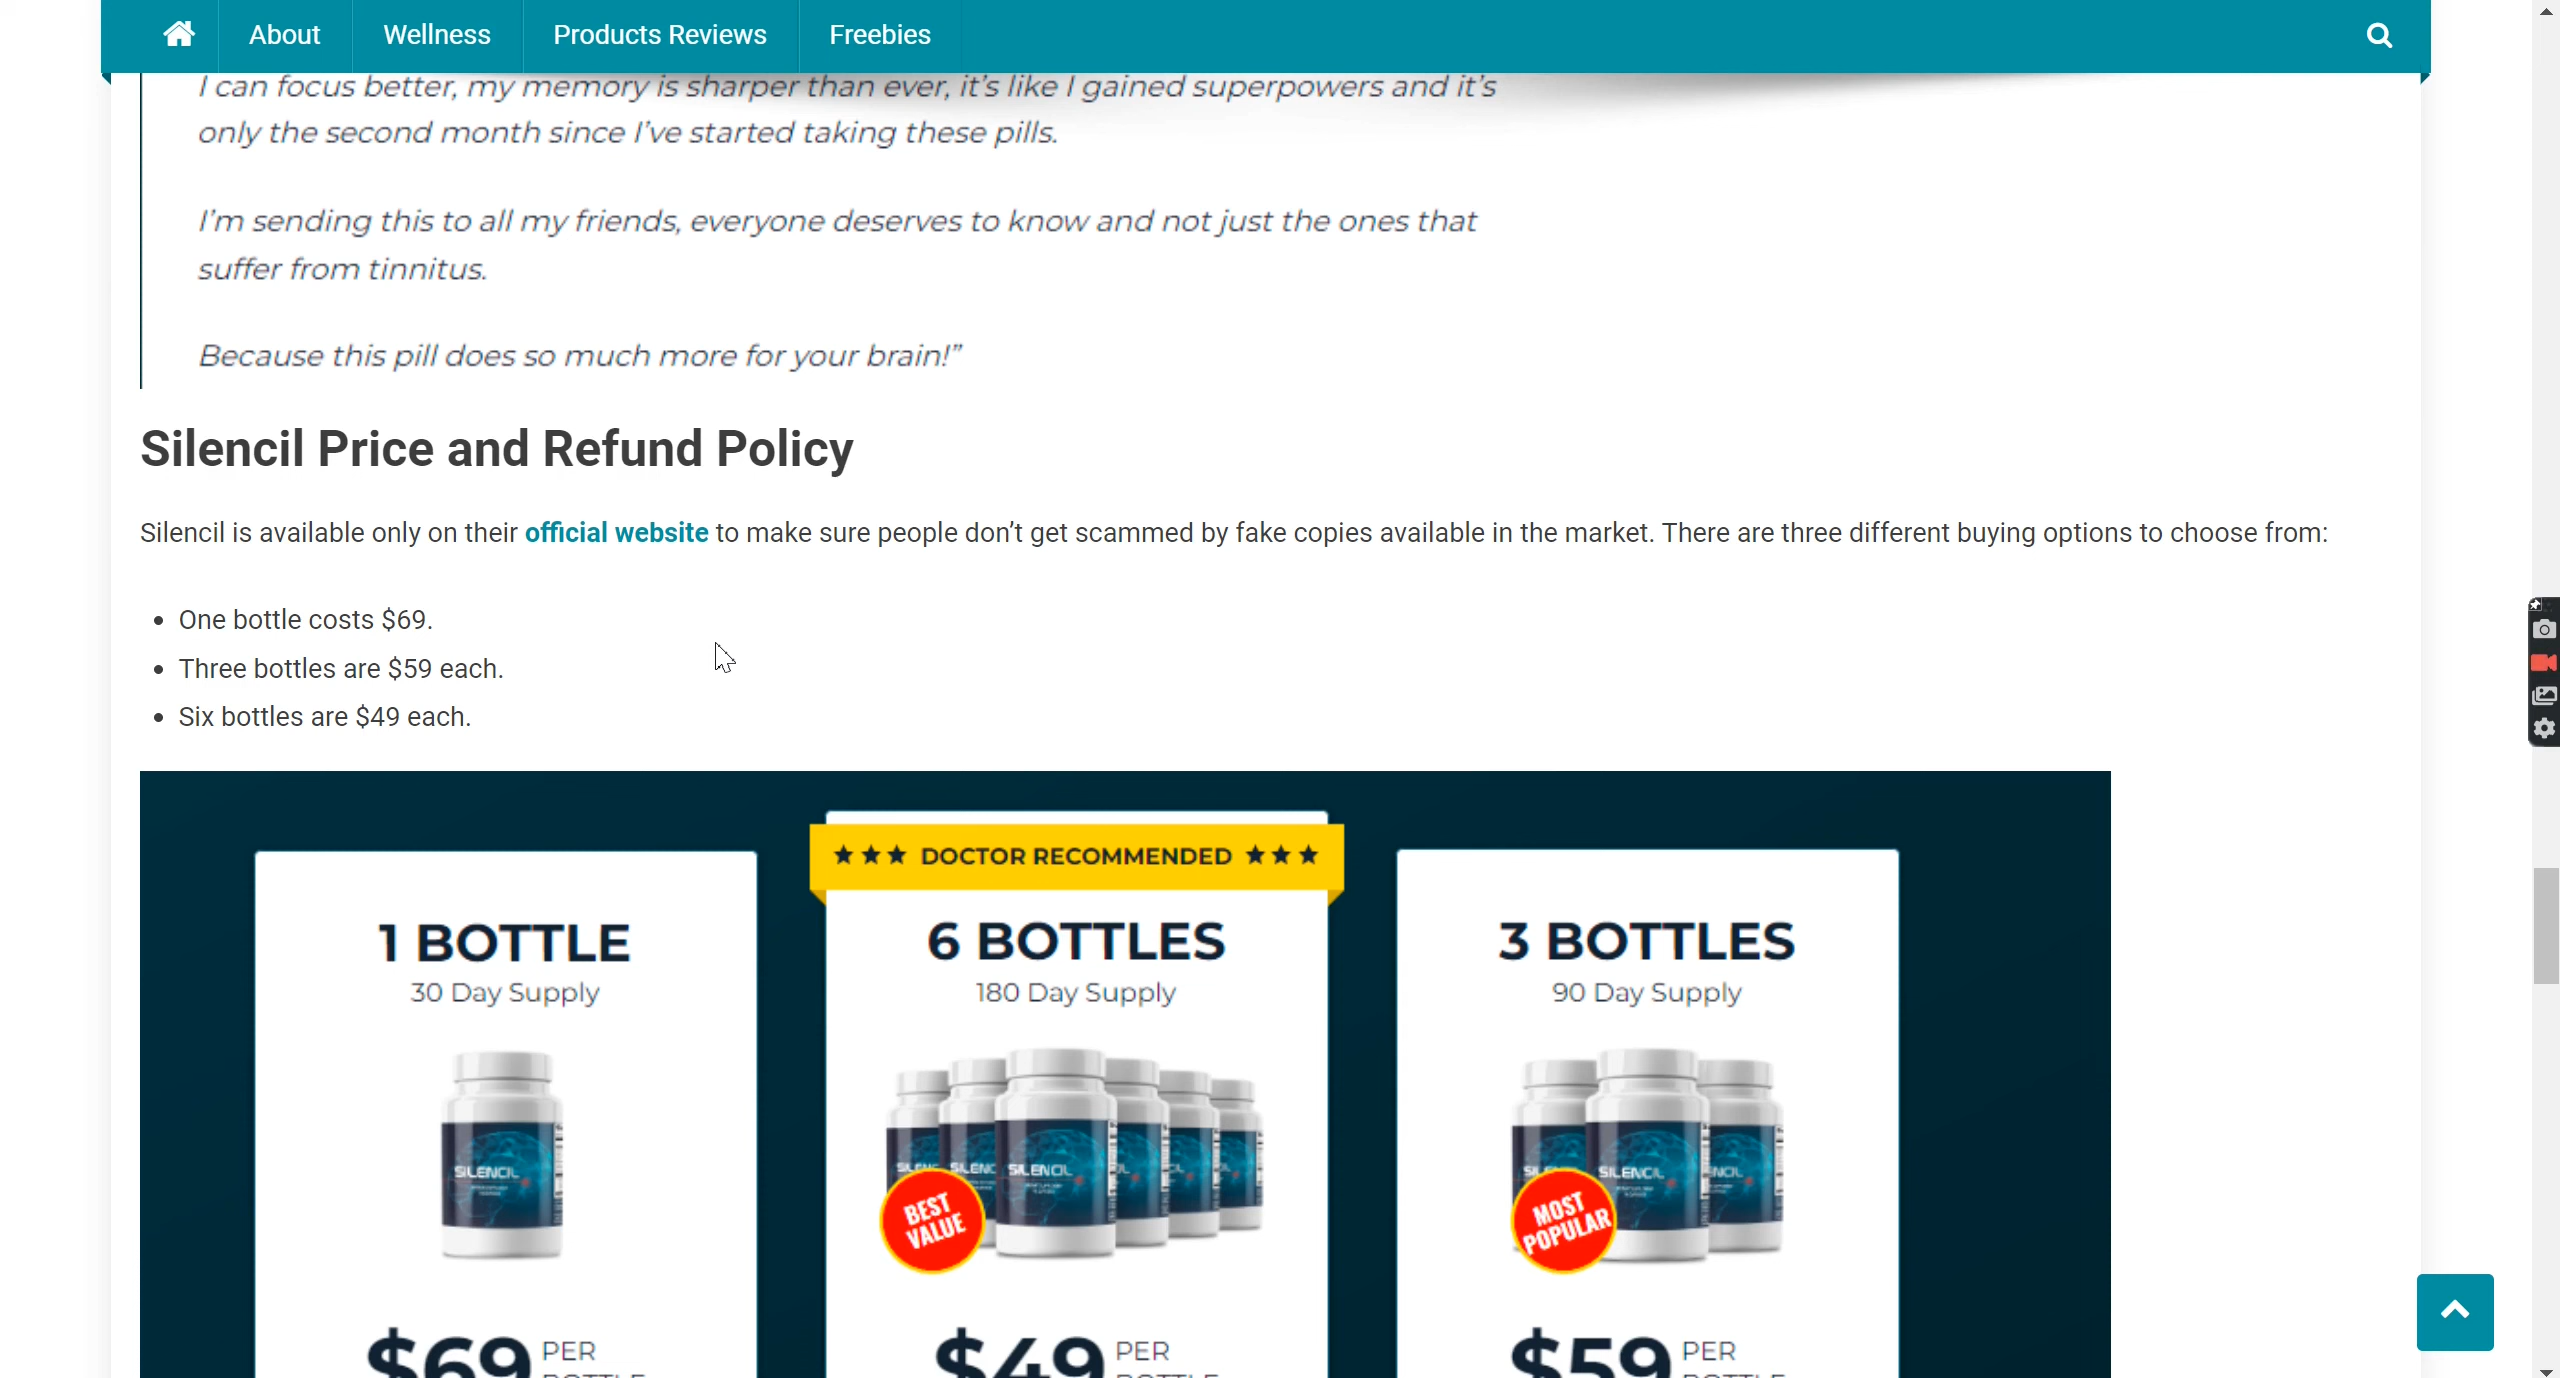 About Wellness Products Reviews Freebies
I can focus better, my memory is sharper than ever, it's like I gained superpowers and it's
only the second month since I've started taking these pills.
I'm sending this to all my friends, everyone deserves to know and not just the ones that
suffer from tinnitus.
Because this pill does so much more for your brain!”
Silencil Price and Refund Policy
Silencil is available only on their official website to make sure people don’t get scammed by fake copies available in the market. There are three different buying options to choose from:
• One bottle costs $69.
• Three bottles are $59 each.
• Six bottles are $49 each.
★★★ DOCTOR RECOMMENDED ★★★
1 BOTTLE
30 Day Supply
SILENCIL
$69 PER
BOTTLE
6 BOTTLES
180 Day Supply
SILENCIL
BEST
VALUE
$49 PER
BOTTLE
3 BOTTLES
90 Day Supply
SILENCIL
MOST
POPULAR
$59 PER
BOTTLE